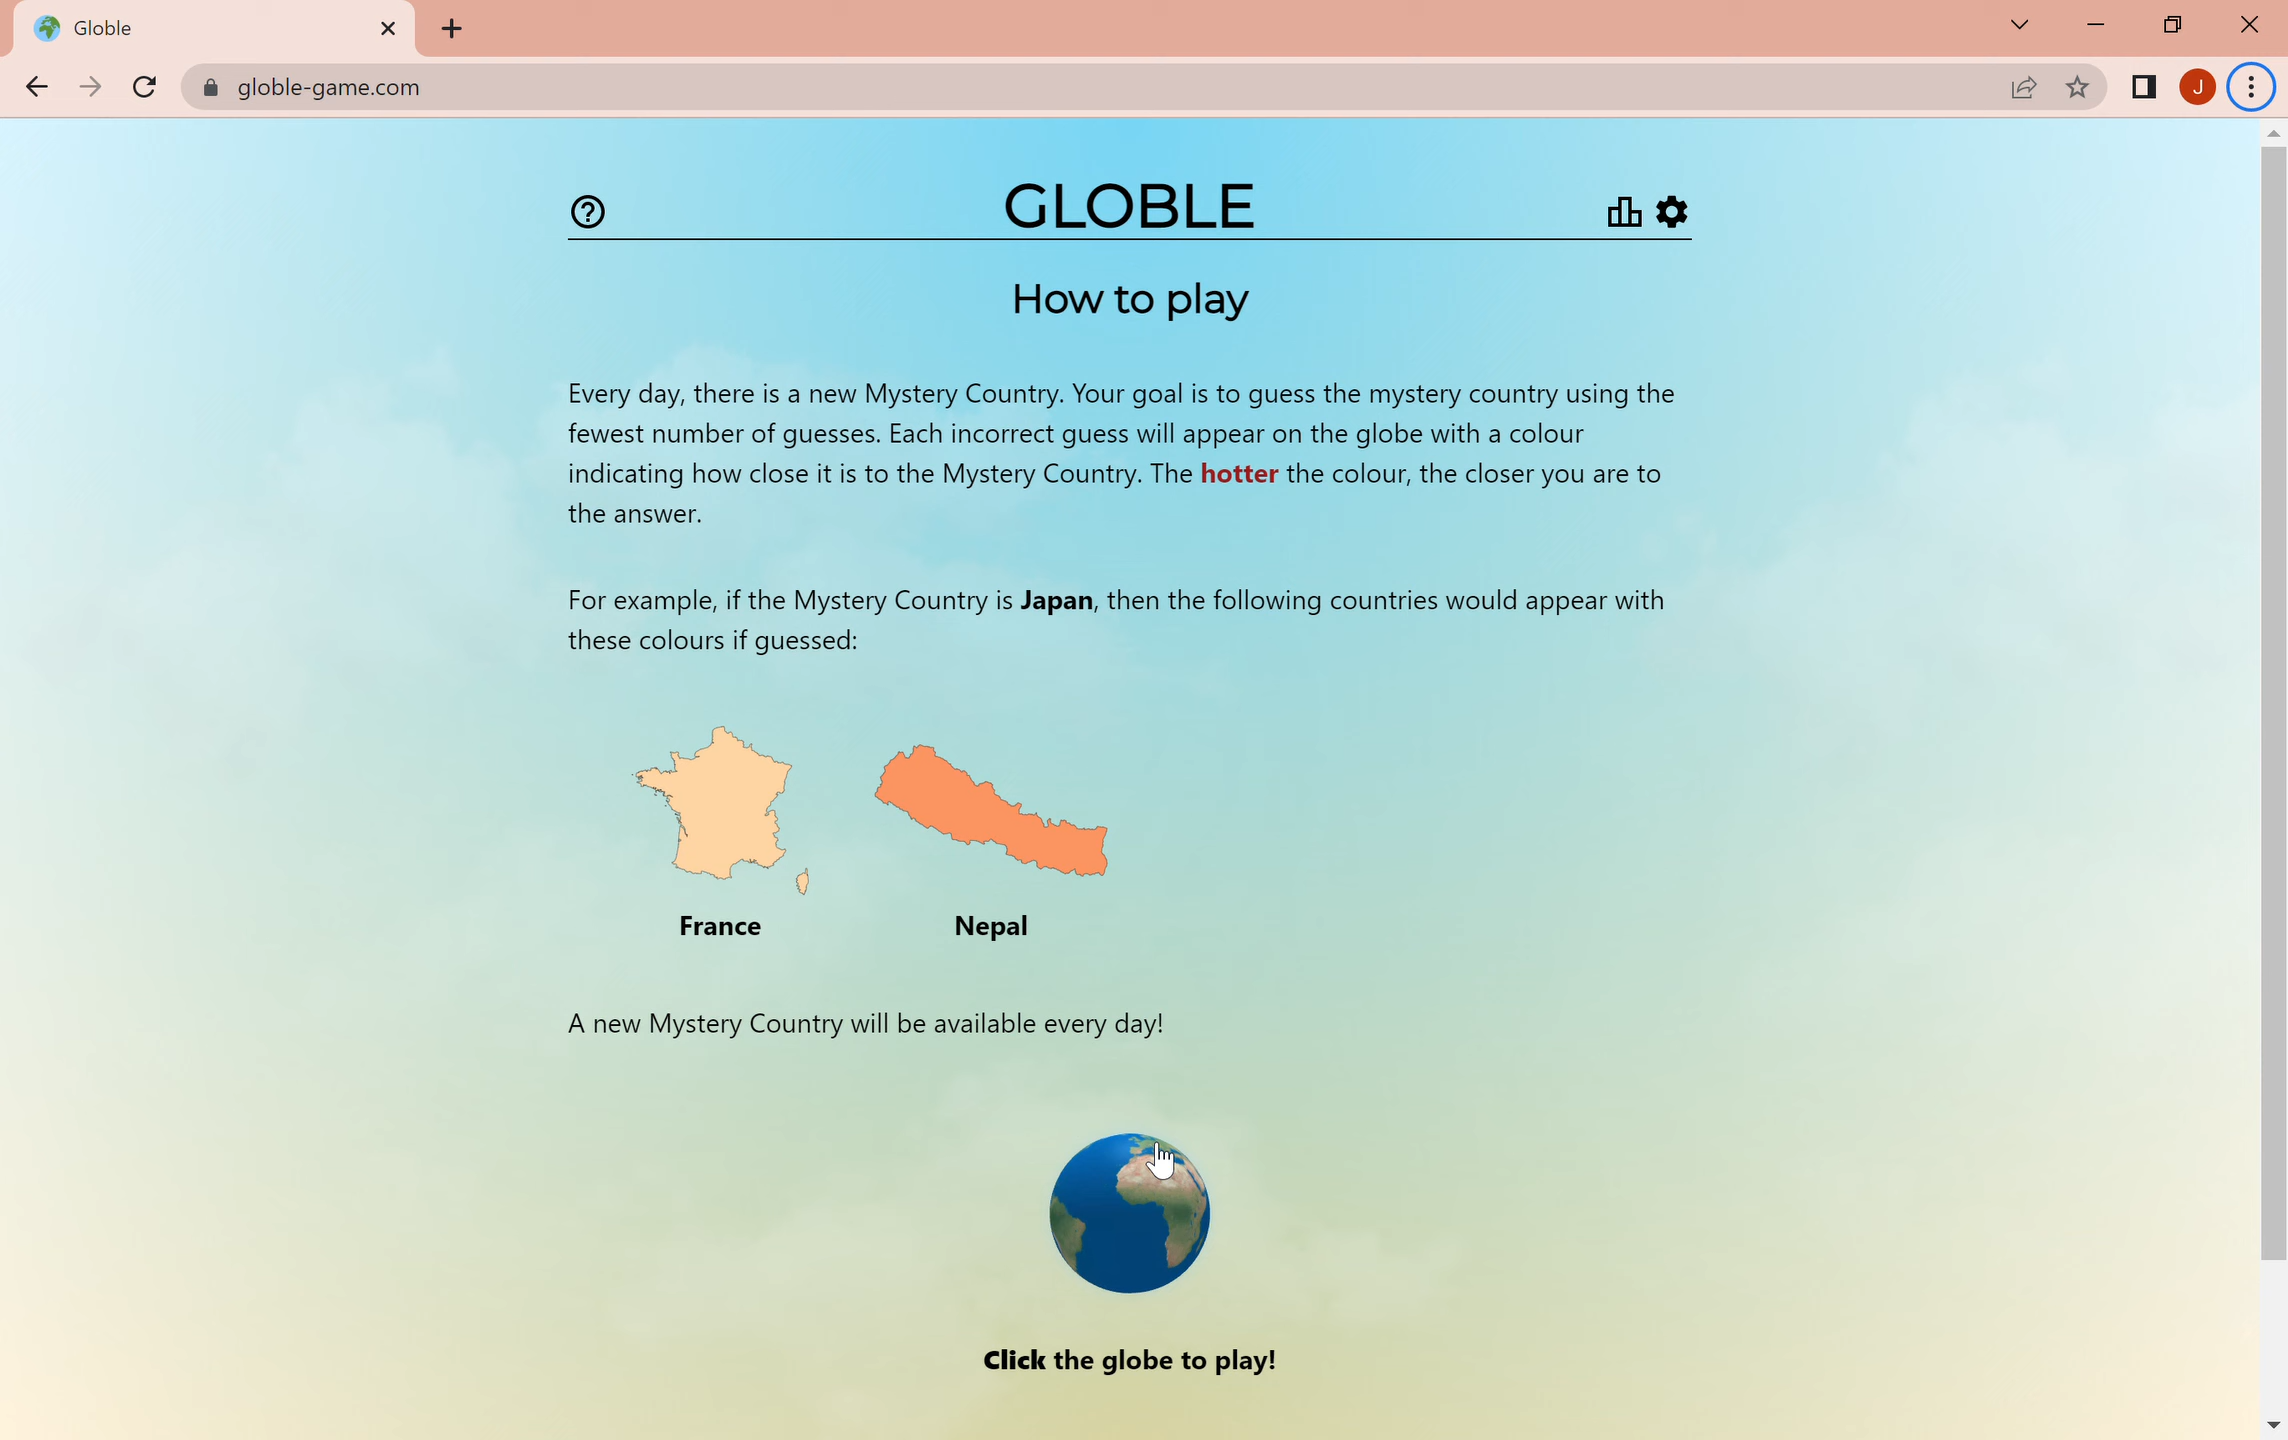 Globle
globle-game.com
J
GLOBLE
How to play
Every day, there is a new Mystery Country. Your goal is to guess the mystery country using the
fewest number of guesses. Each incorrect guess will appear on the globe with a colour
indicating how close it is to the Mystery Country. The hotter the colour, the closer you are to
the answer.
For example, if the Mystery Country is Japan, then the following countries would appear with
these colours if guessed:
France Nepal
A new Mystery Country will be available every day!
Click the globe to play!